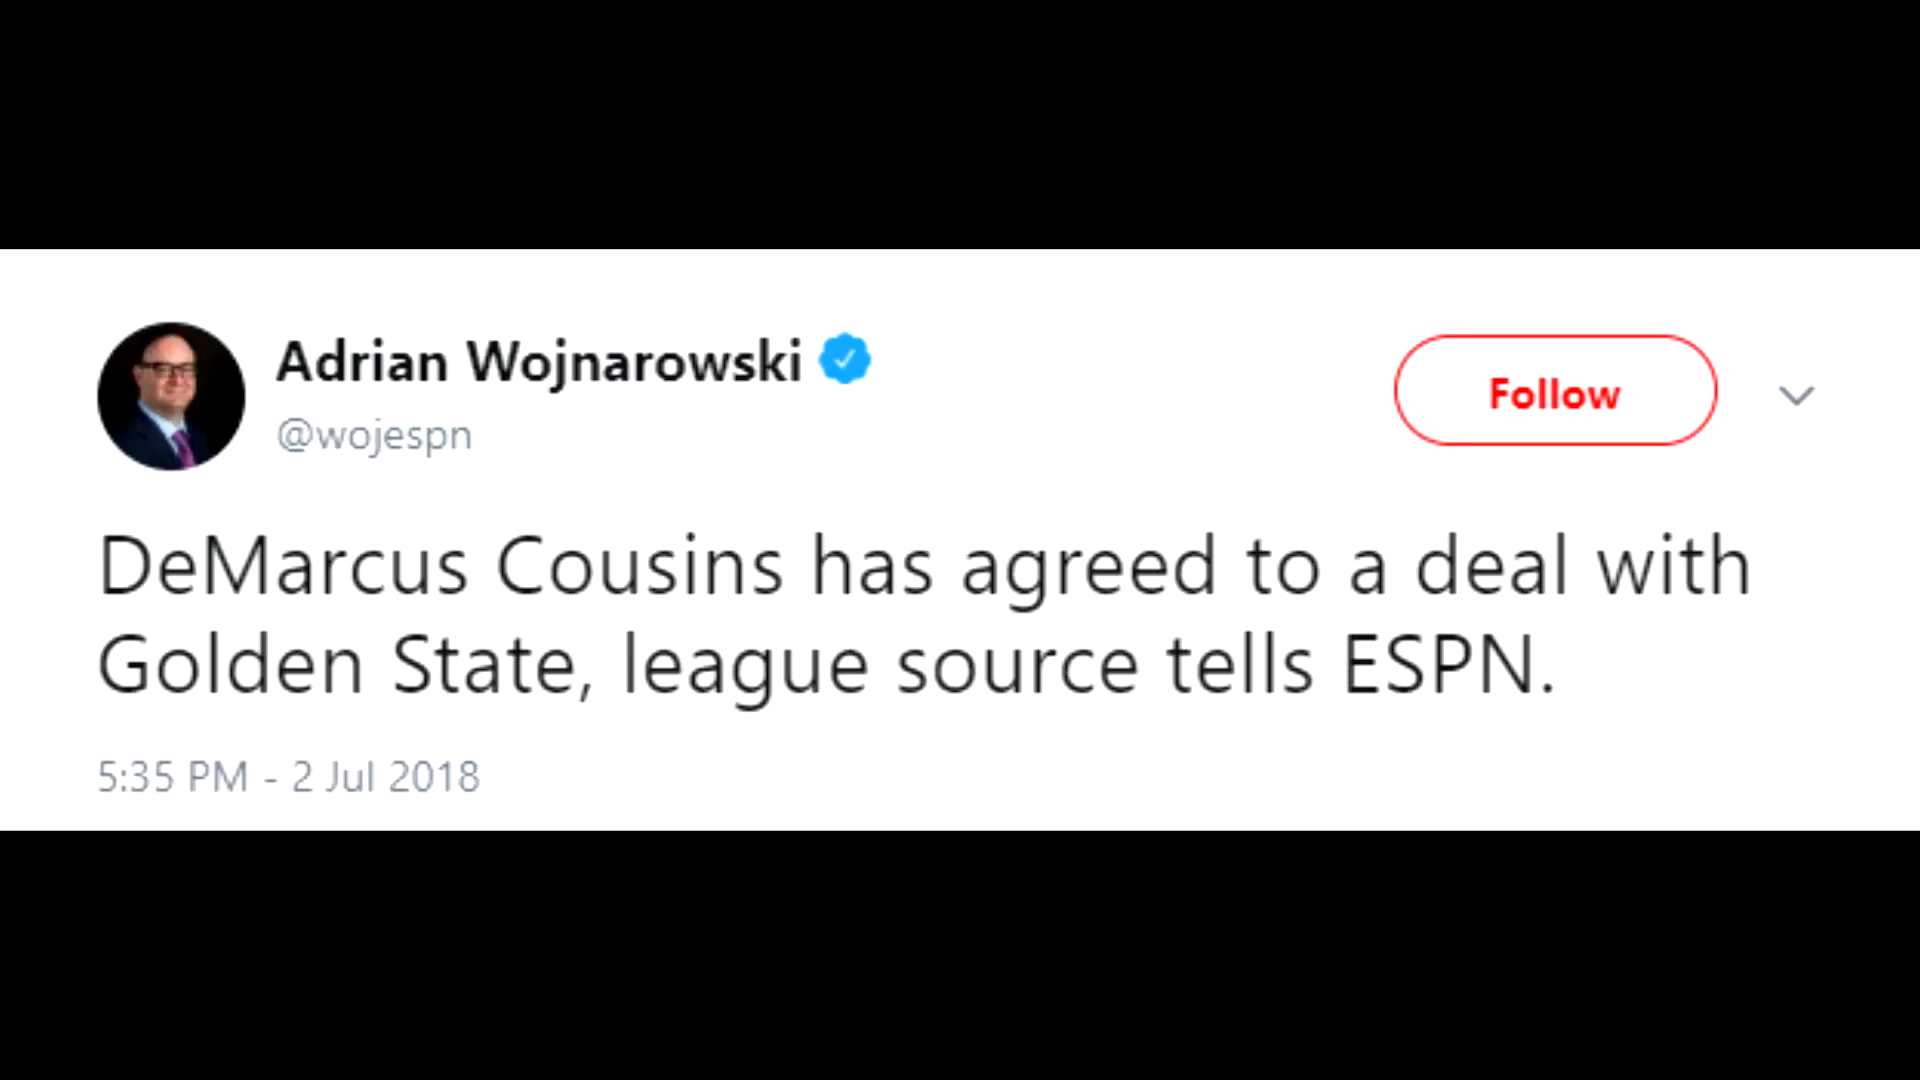 Adrian Wojnarowski
@wojespn
Follow
DeMarcus Cousins has agreed to a deal with
Golden State, league source tells ESPN.
5:35 PM - 2 Jul 2018